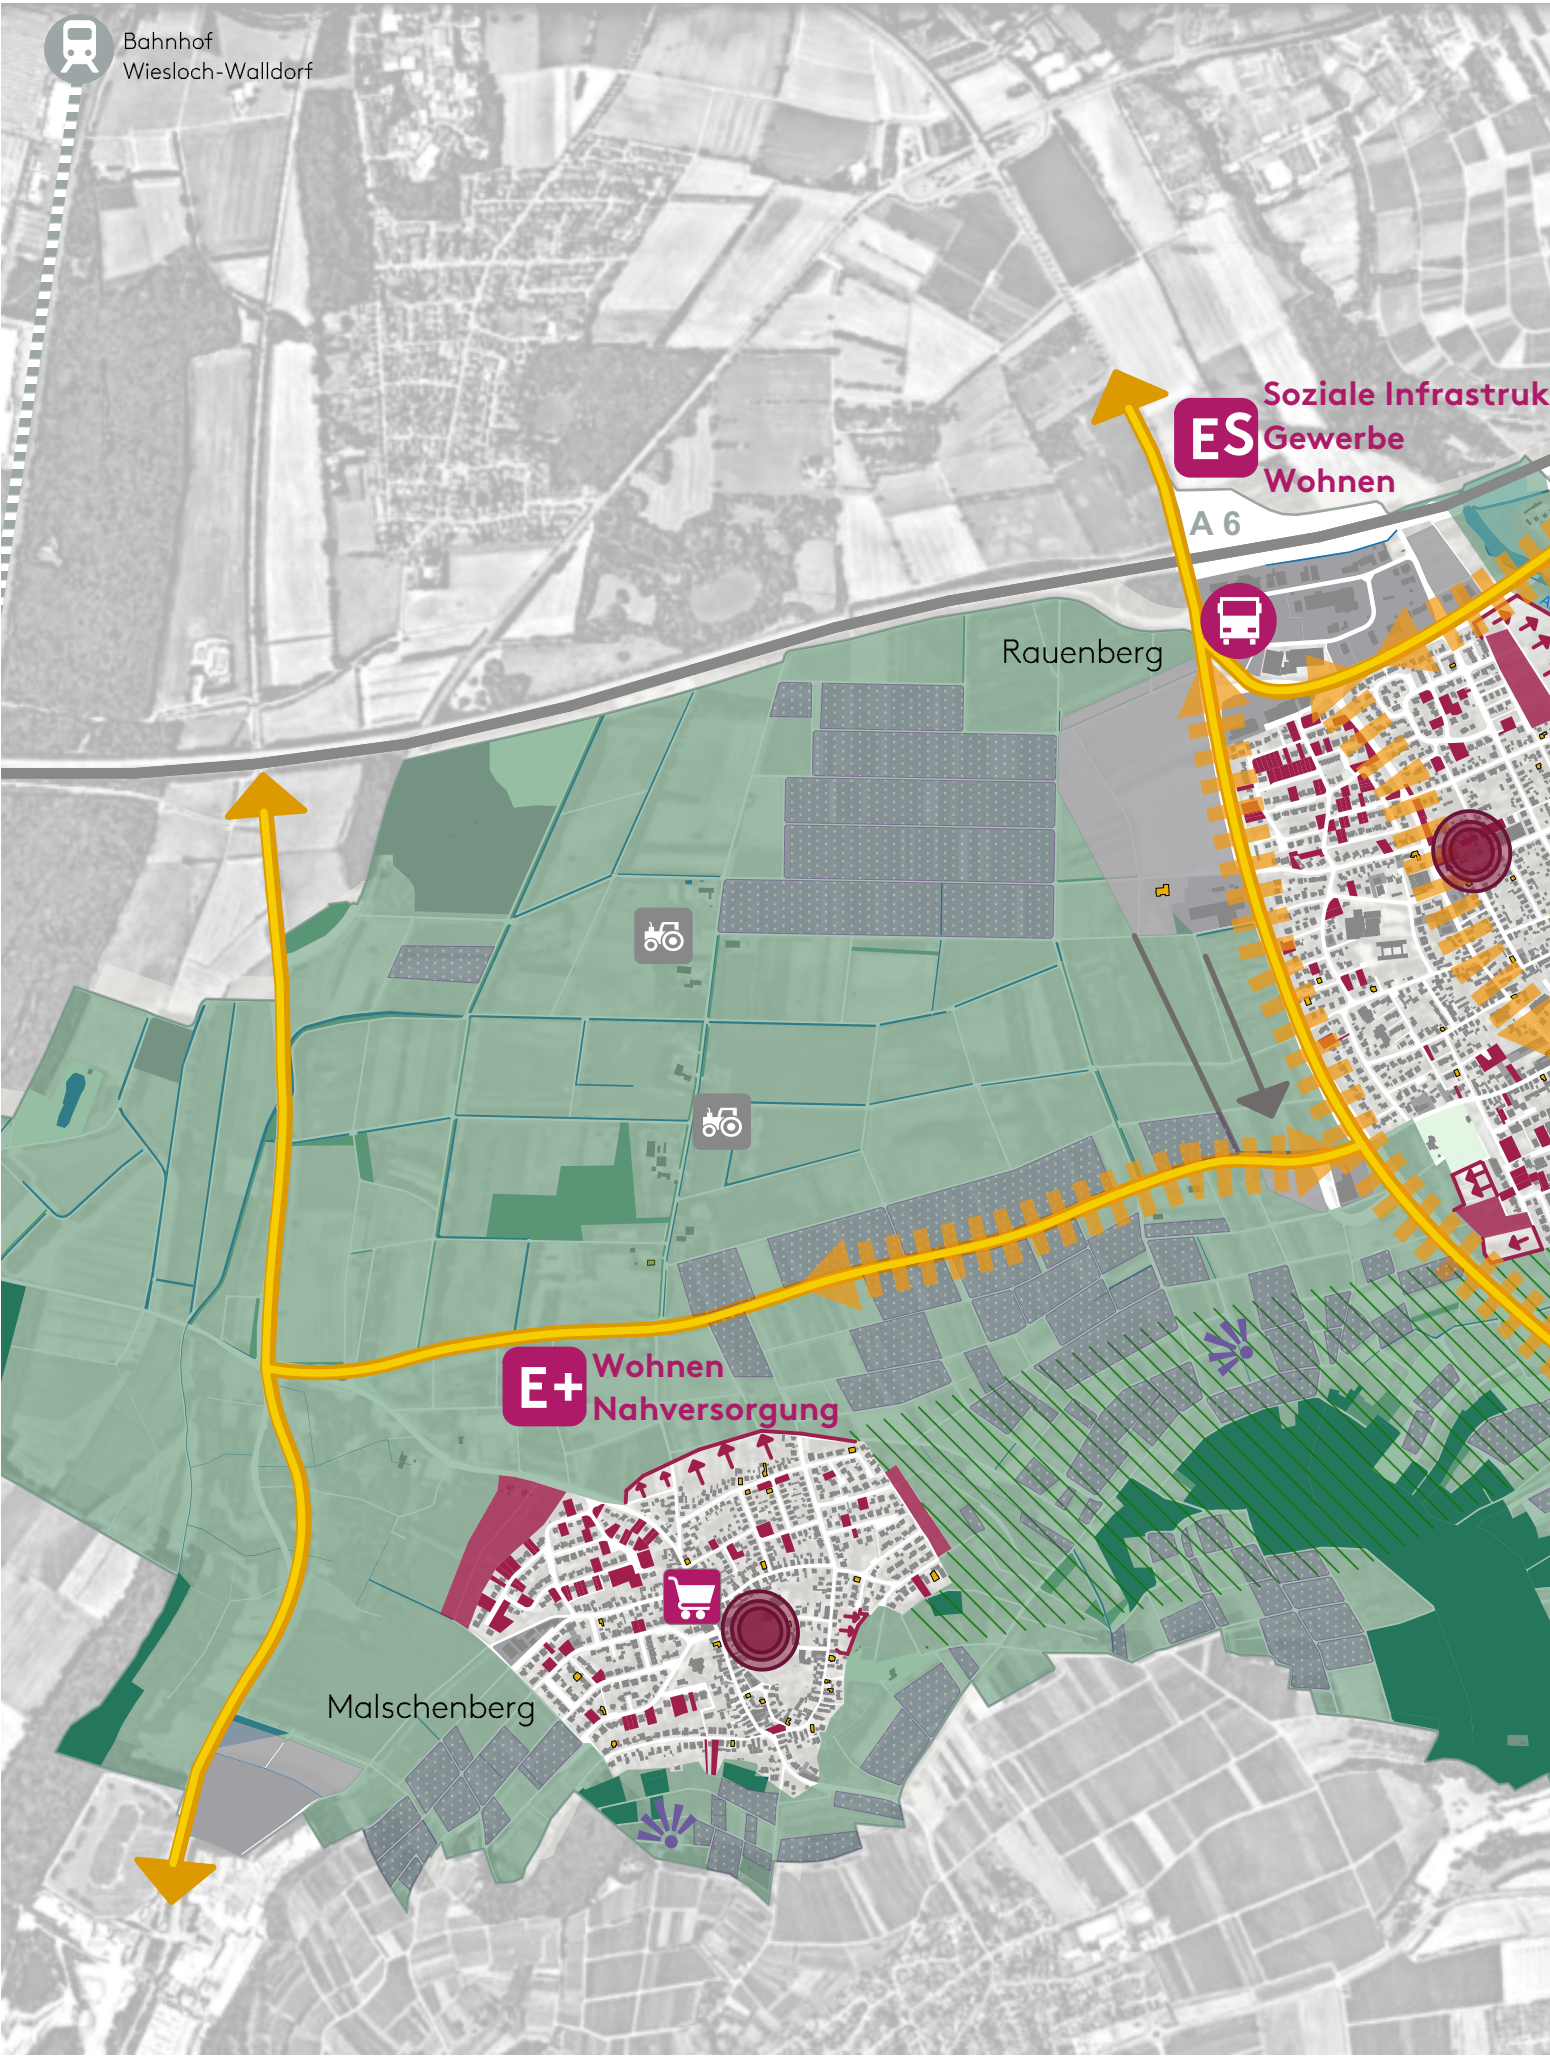 Bahnhof
Wiesloch-Walldorf
Soziale Infrastruk
ES
Gewerbe
Wohnen
A 6
Rauenberg
E+
Wohnen
Nahversorgung
Malschenberg